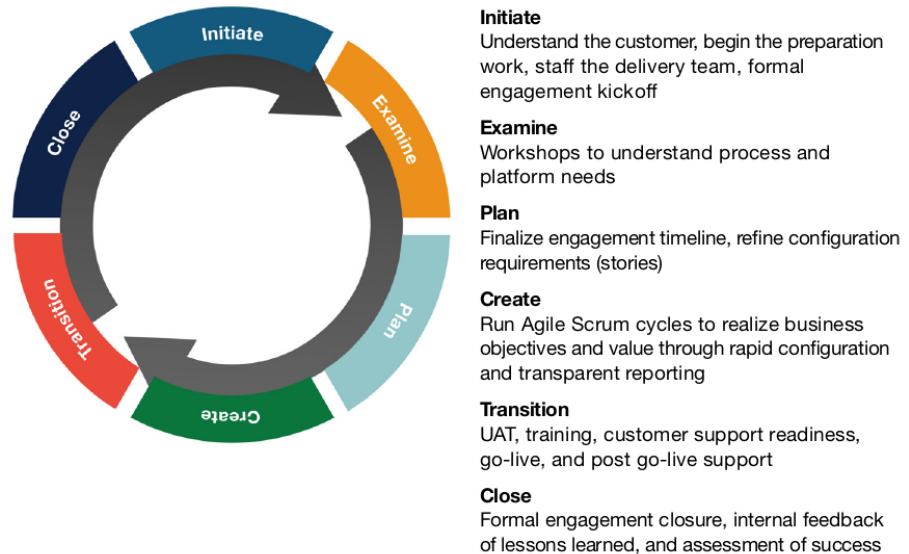 Initiate
Examine
Plan
Create
Transition
Close
Initiate
Understand the customer, begin the preparation
work, staff the delivery team, formal
engagement kickoff
Examine
Workshops to understand process and
platform needs
Plan
Finalize engagement timeline, refine configuration
requirements (stories)
Create
Run Agile Scrum cycles to realize business
objectives and value through rapid configuration
and transparent reporting
Transition
UAT, training, customer support readiness,
go-live, and post go-live support
Close
Formal engagement closure, internal feedback
of lessons learned, and assessment of success